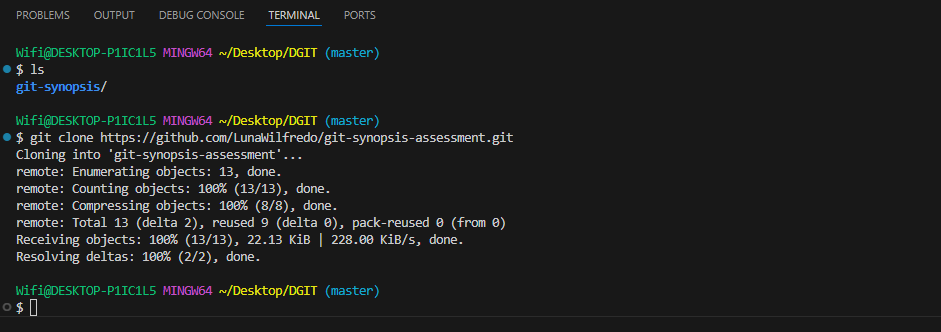 PROBLEMS OUTPUT DEBUG CONSOLE TERMINAL PORTS
Wifi@DESKTOP-P1IC1L5 MINGW64 ~/Desktop/DGIT (master)
$ ls
git-synopsis/
Wifi@DESKTOP-P1IC1L5 MINGW64 ~/Desktop/DGIT (master)
$ git clone https://github.com/LunaWilfredo/git-synopsis-assessment.git
Cloning into 'git-synopsis-assessment'...
remote: Enumerating objects: 13, done.
remote: Counting objects: 100% (13/13), done.
remote: Compressing objects: 100% (8/8), done.
remote: Total 13 (delta 2), reused 9 (delta 0), pack-reused 0 (from 0)
Receiving objects: 100% (13/13), 22.13 KiB | 228.00 KiB/s, done.
Resolving deltas: 100% (2/2), done.
Wifi@DESKTOP-P1IC1L5 MINGW64 ~/Desktop/DGIT (master)
$